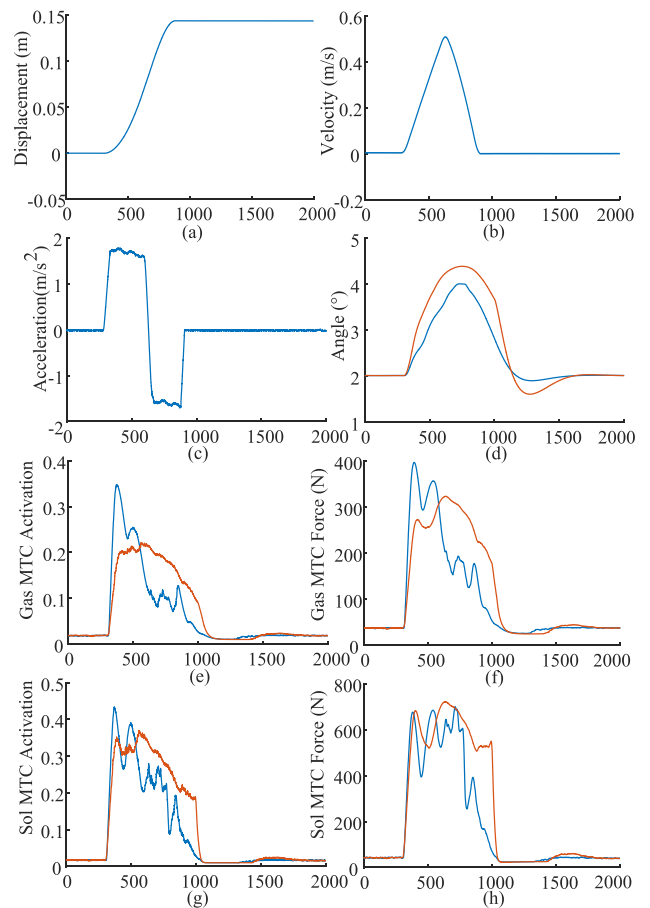 Displacement (m)
0.15
0.1
0.05
0
-0.05
0 500 1000 1500 2000
(a)
Velocity (m/s)
0.6
0.4
0.2
0
-0.2
0 500 1000 1500 2000
(b)
Acceleration(m/s²)
2
1
0
-1
-2
0 500 1000 1500 2000
(c)
Angle (°)
5
4
3
2
1
0 500 1000 1500 2000
(d)
Gas MTC Activation
0.4
0.3
0.2
0.1
0
0 500 1000 1500 2000
(e)
Gas MTC Force (N)
400
300
200
100
0
0 500 1000 1500 2000
(f)
Sol MTC Activation
0.5
0.4
0.3
0.2
0.1
0
0 500 1000 1500 2000
(g)
Sol MTC Force (N)
800
600
400
200
0
0 500 1000 1500 2000
(h)